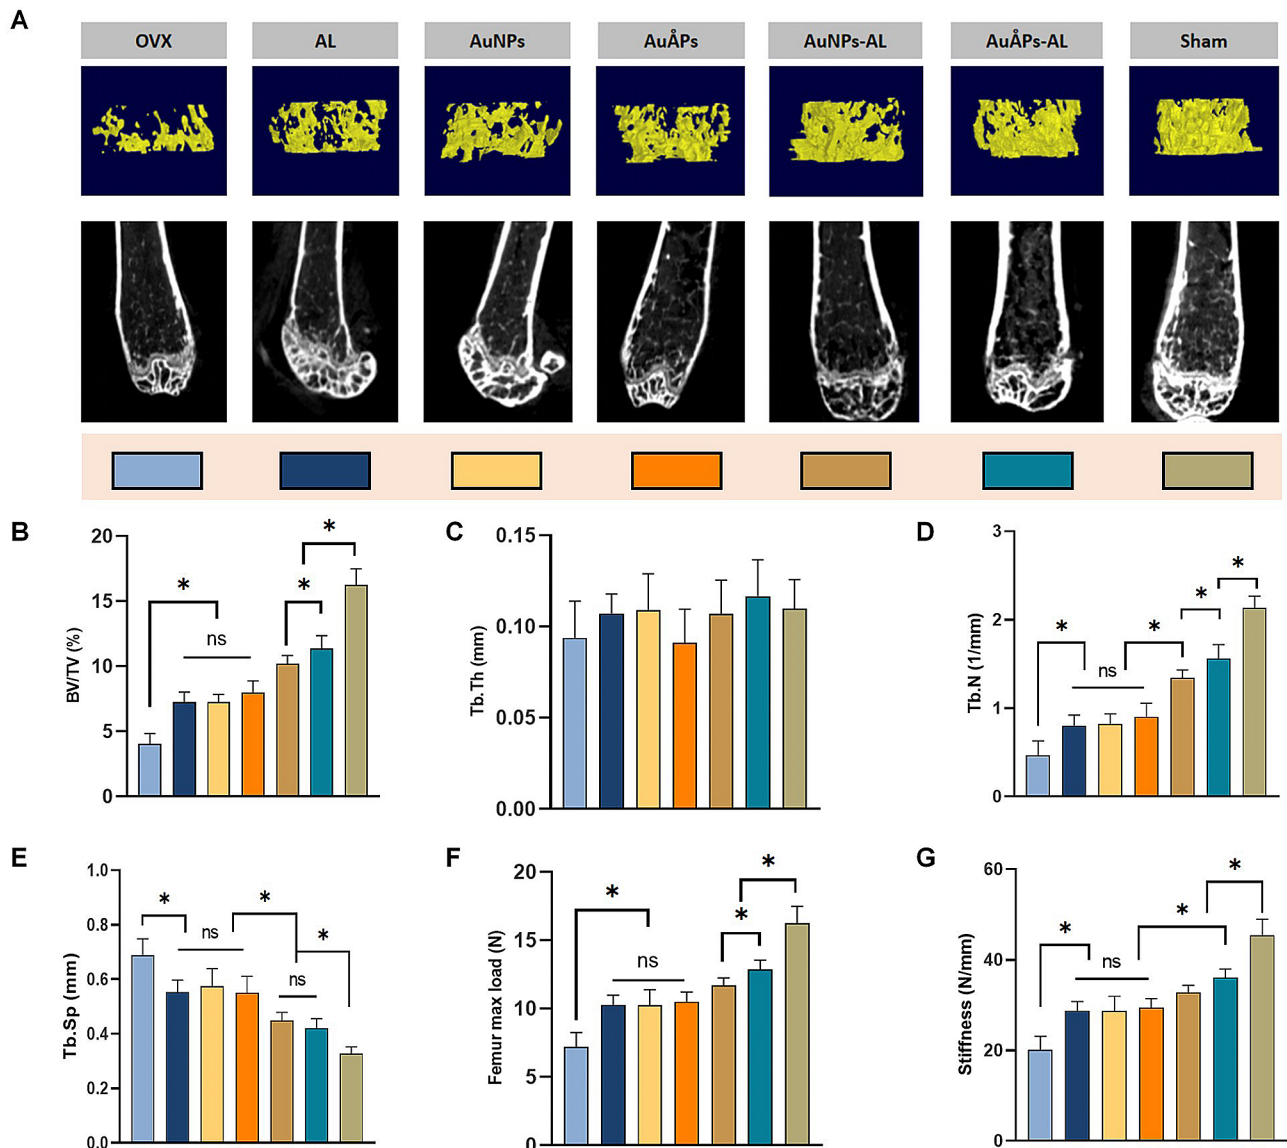 A
OVX AL AuNPs AuÅPs AuNPs-AL AuÅPs-AL Sham
B
BV/TV (%)
20
15
10
5
0
*
ns
*
*
C
Tb.Th (mm)
0.15
0.10
0.05
0.00
D
Tb.N (1/mm)
3
2
1
0
*
ns
*
*
*
E
Tb.Sp (mm)
1.0
0.8
0.6
0.4
0.2
0.0
*
ns
*
ns
*
F
Femur max load (N)
20
15
10
5
0
*
ns
*
*
G
Stiffness (N/mm)
60
40
20
0
*
ns
*
*